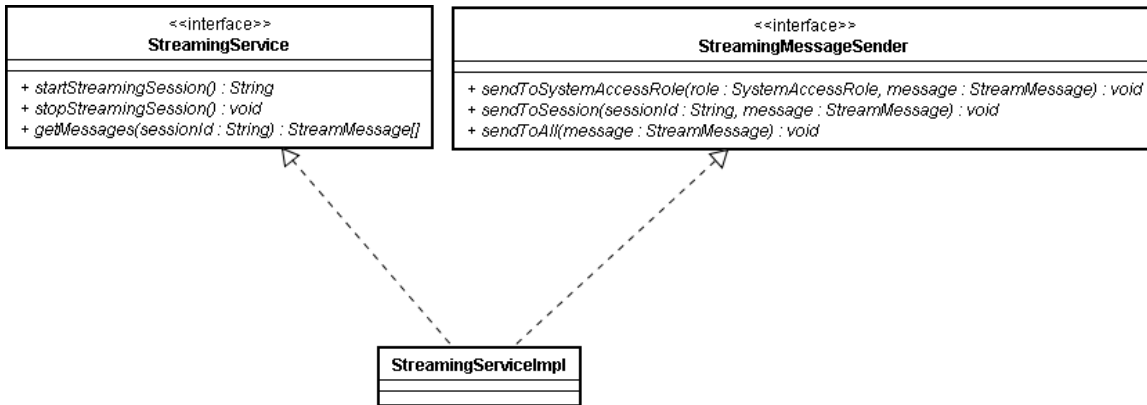 <<interface>>
StreamingService
+ startStreamingSession() : String
+ stopStreamingSession() : void
+ getMessages(sessionId : String) : StreamMessage[]
<<interface>>
StreamingMessageSender
+ sendToSystemAccessRole(role : SystemAccessRole, message : StreamMessage) : void
+ sendToSession(sessionId : String, message : StreamMessage) : void
+ sendToAll(message : StreamMessage) : void
StreamingServiceImpl